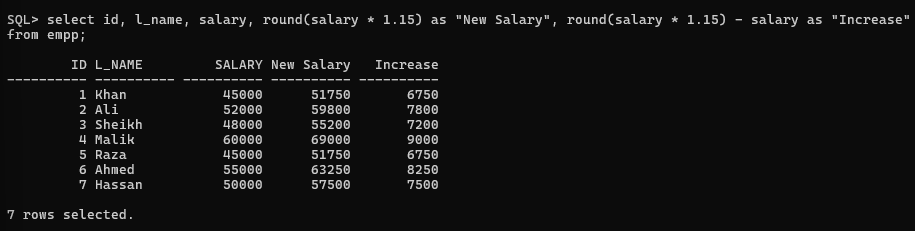 SQL> select id, l_name, salary, round(salary * 1.15) as "New Salary", round(salary * 1.15) - salary as "Increase"
from empp;
        ID L_NAME         SALARY New Salary   Increase
---------- ---------- ---------- ---------- ----------
         1 Khan            45000      51750       6750
         2 Ali             52000      59800       7800
         3 Sheikh          48000      55200       7200
         4 Malik           60000      69000       9000
         5 Raza            45000      51750       6750
         6 Ahmed           55000      63250       8250
         7 Hassan          50000      57500       7500
7 rows selected.